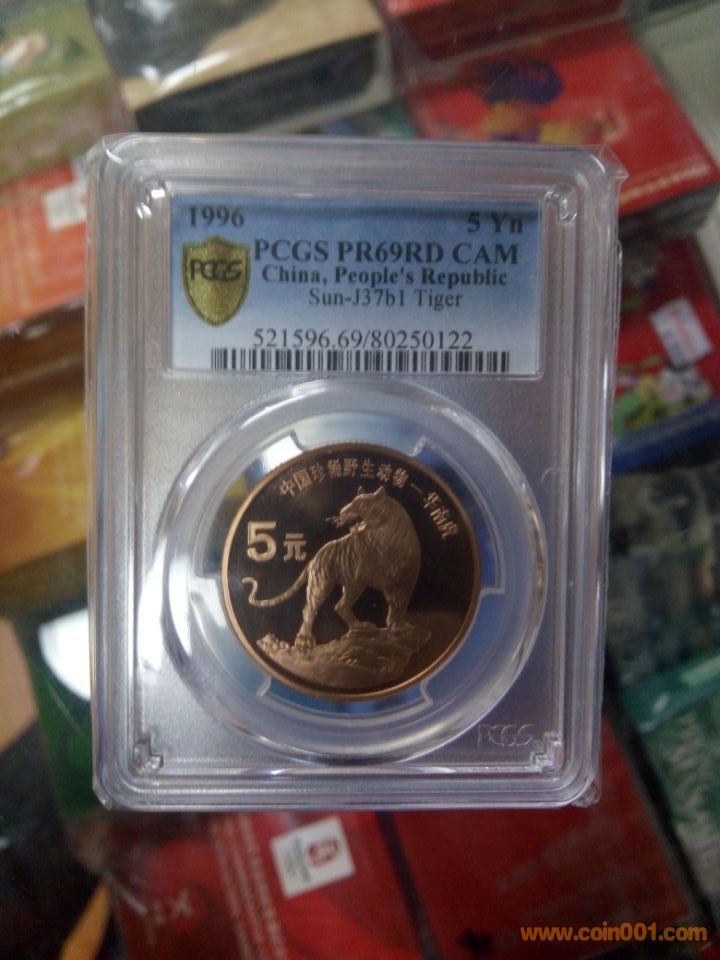 1996 5 Yn
PCGS PR69RD CAM
PCGS
China, People's Republic
Sun-J37b1 Tiger
521596.69/80250122
中国珍稀野生动物—华南虎
5元
PCGS
www.coin001.com